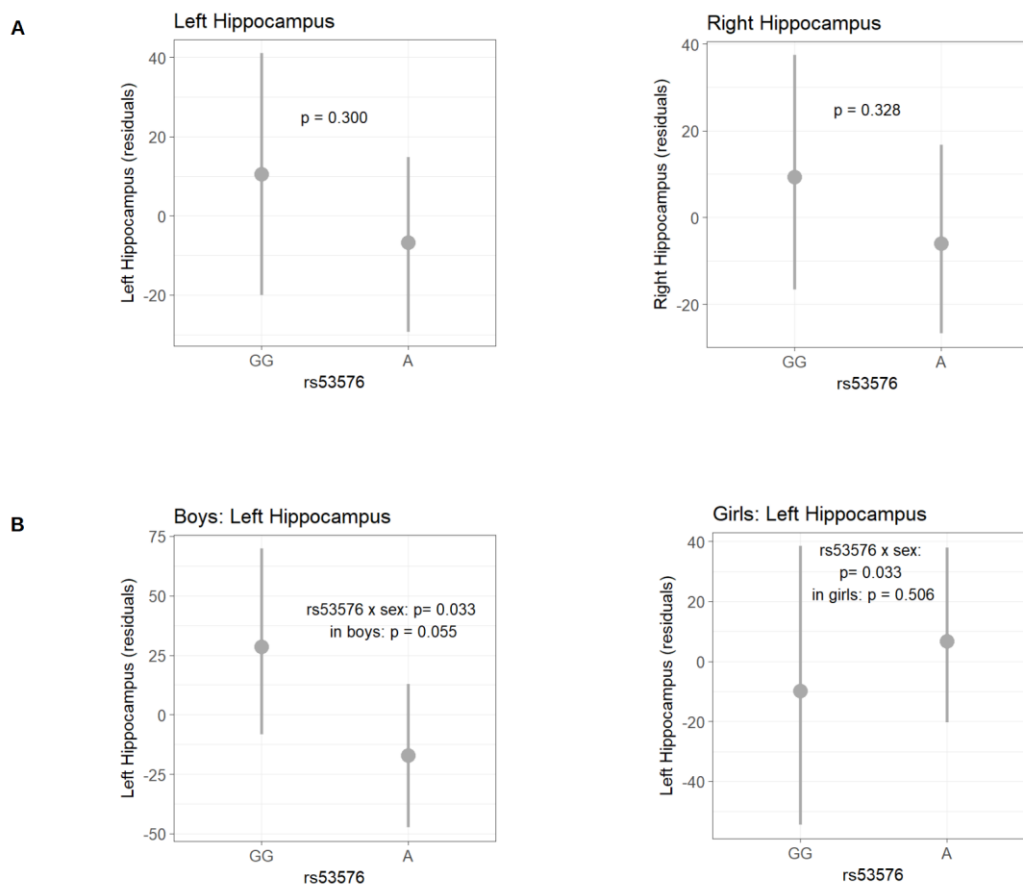 A
Left Hippocampus
Left Hippocampus (residuals)
40
20
0
-20
p = 0.300
GG
A
rs53576
Right Hippocampus
Right Hippocampus (residuals)
40
20
0
-20
p = 0.328
GG
A
rs53576
B
Boys: Left Hippocampus
Left Hippocampus (residuals)
75
50
25
0
-25
-50
rs53576 x sex: p= 0.033
in boys: p = 0.055
GG
A
rs53576
Girls: Left Hippocampus
Left Hippocampus (residuals)
40
20
0
-20
-40
rs53576 x sex:
p= 0.033
in girls: p = 0.506
GG
A
rs53576